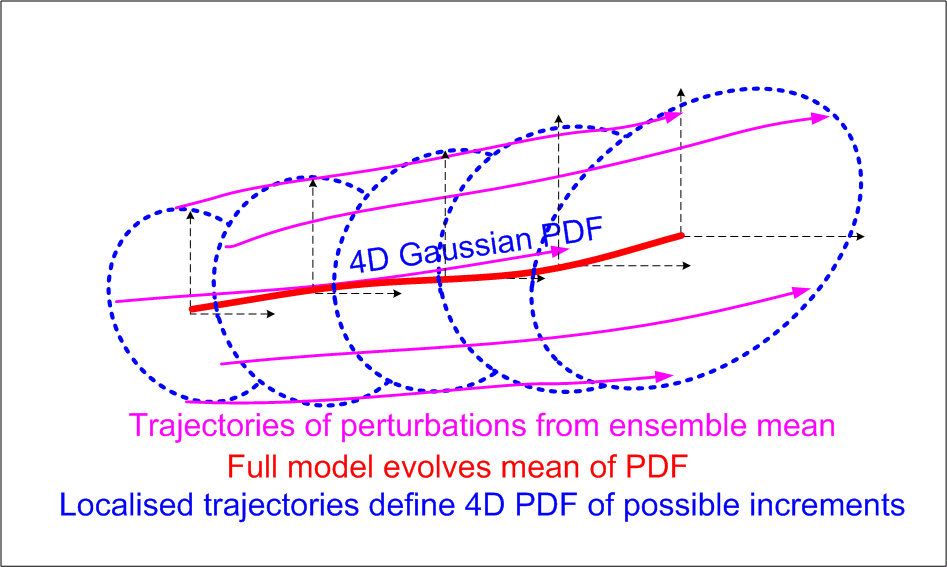 4D Gaussian PDF
Trajectories of perturbations from ensemble mean
Full model evolves mean of PDF
Localised trajectories define 4D PDF of possible increments